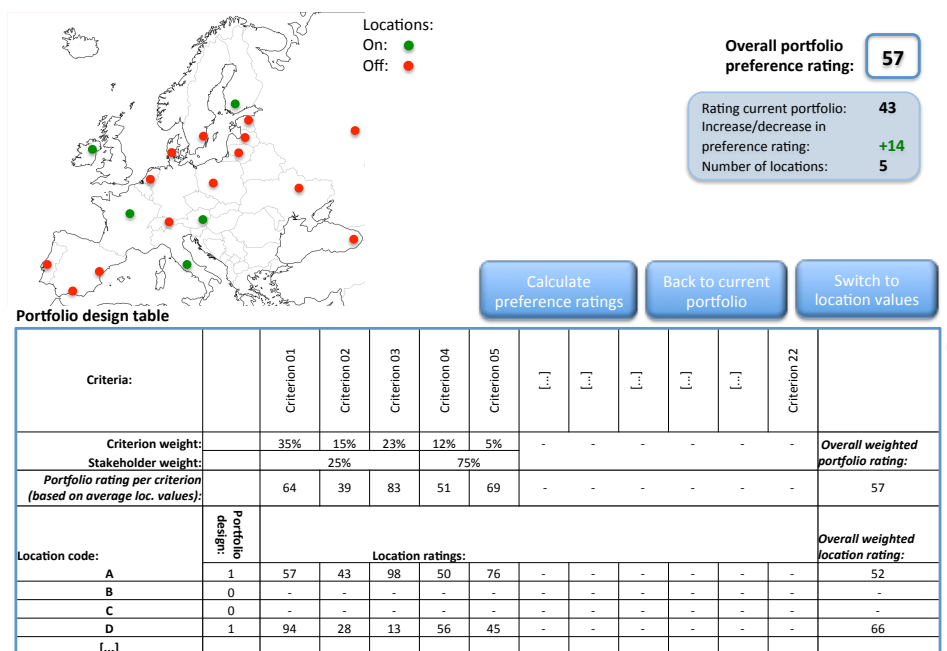 Locations:
On:
Off:
Overall portfolio
preference rating:
57
Rating current portfolio: 43
Increase/decrease in
preference rating: +14
Number of locations: 5
Calculate
preference ratings
Back to current
portfolio
Switch to
location values
Portfolio design table
Criteria:
Criterion 01
Criterion 02
Criterion 03
Criterion 04
Criterion 05
[...]
[...]
[...]
[...]
[...]
Criterion 22
Criterion weight: 35% 15% 23% 12% 5% - - - - - - Overall weighted
Stakeholder weight: 25% 75% portfolio rating:
Portfolio rating per criterion
(based on average loc. values): 64 39 83 51 69 - - - - - - 57
Portfolio
design:
Location code: Location ratings:
Overall weighted
location rating:
A 1 57 43 98 50 76 - - - - - - 52
B 0 - - - - - - - - - - - -
C 0 - - - - - - - - - - - -
D 1 94 28 13 56 45 - - - - - - 66
[...]